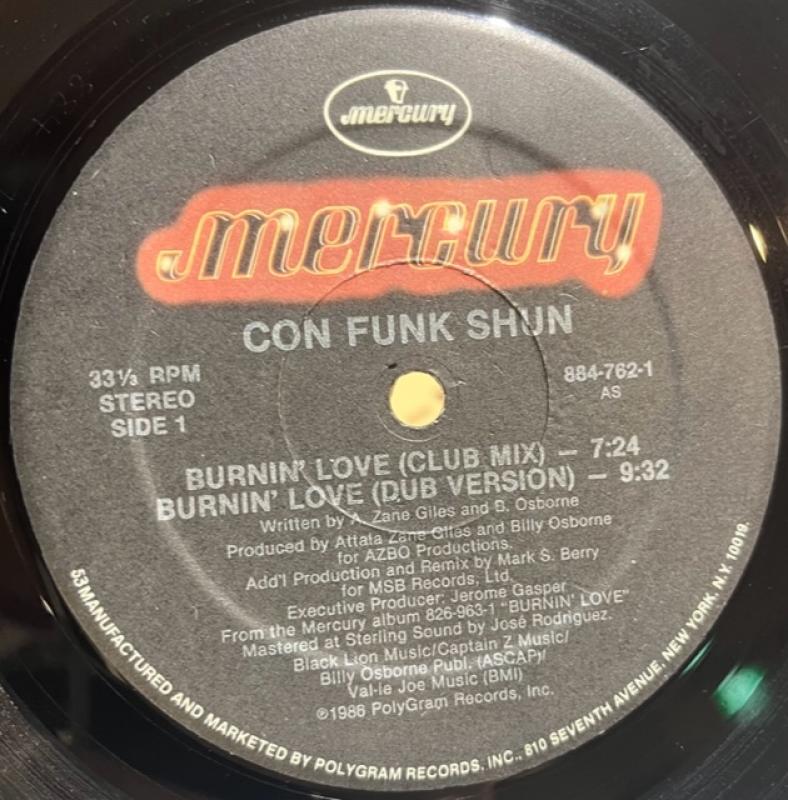 mercury
mercury
CON FUNK SHUN
33⅓ RPM
STEREO
SIDE 1
884-762-1
AS
BURNIN' LOVE (CLUB MIX) — 7:24
BURNIN' LOVE (DUB VERSION) — 9:32
Written by A. Zane Giles and B. Osborne
Produced by Attala Zane Giles and Billy Osborne
for AZBO Productions.
Add'l Production and Remix by Mark S. Berry
for MSB Records, Ltd.
Executive Producer: Jerome Gasper
From the Mercury album 826-963-1 "BURNIN' LOVE"
Mastered at Sterling Sound by José Rodriguez.
Black Lion Music/Captain Z Music/
Billy Osborne Publ. (ASCAP)/
Val-ie Joe Music (BMI)
℗1986 PolyGram Records, Inc.
53 MANUFACTURED AND MARKETED BY POLYGRAM RECORDS, INC., 810 SEVENTH AVENUE, NEW YORK, N.Y. 10019.